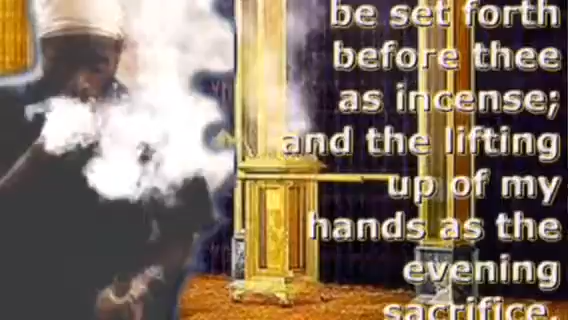 be set forth
before thee
as incense;
and the lifting
up of my
hands as the
evening
sacrifice.